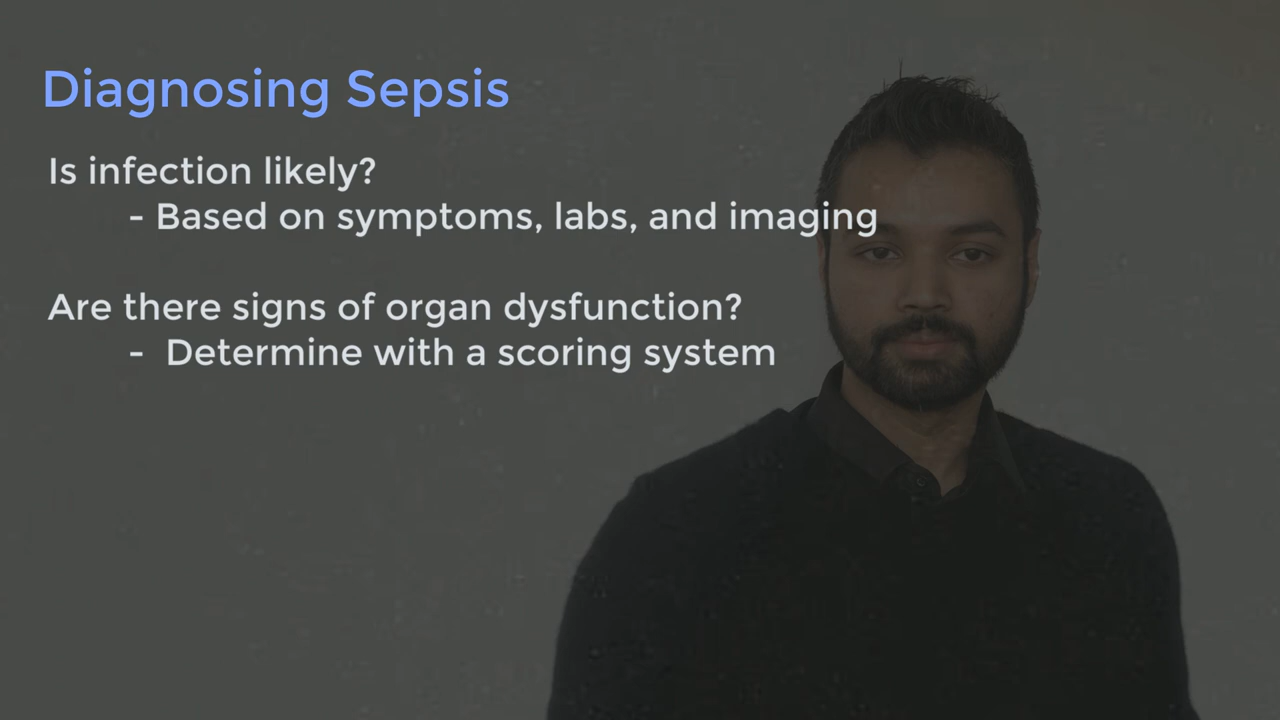 Diagnosing Sepsis
Is infection likely?
- Based on symptoms, labs, and imaging
Are there signs of organ dysfunction?
- Determine with a scoring system